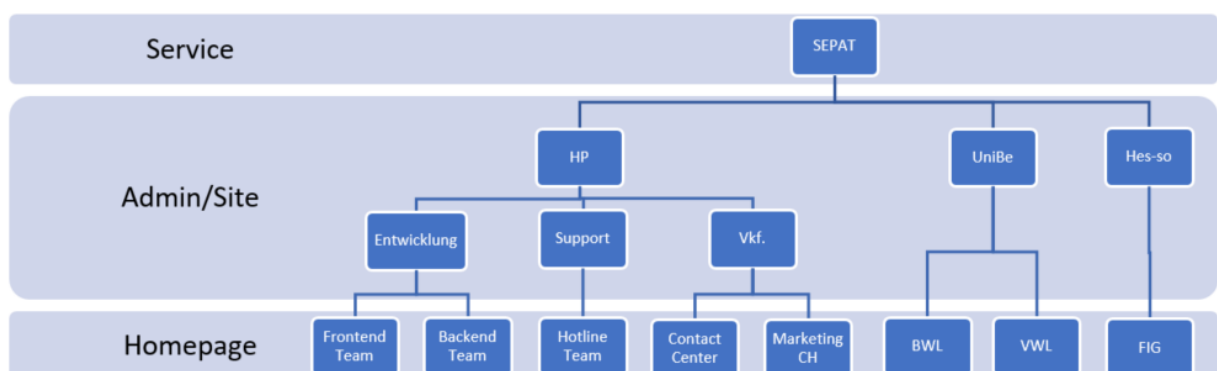 Service
SEPAT
Admin/Site
HP
UniBe
Hes-so
Entwicklung
Support
Vkf.
Homepage
Frontend
Team
Backend
Team
Hotline
Team
Contact
Center
Marketing
CH
BWL
VWL
FIG